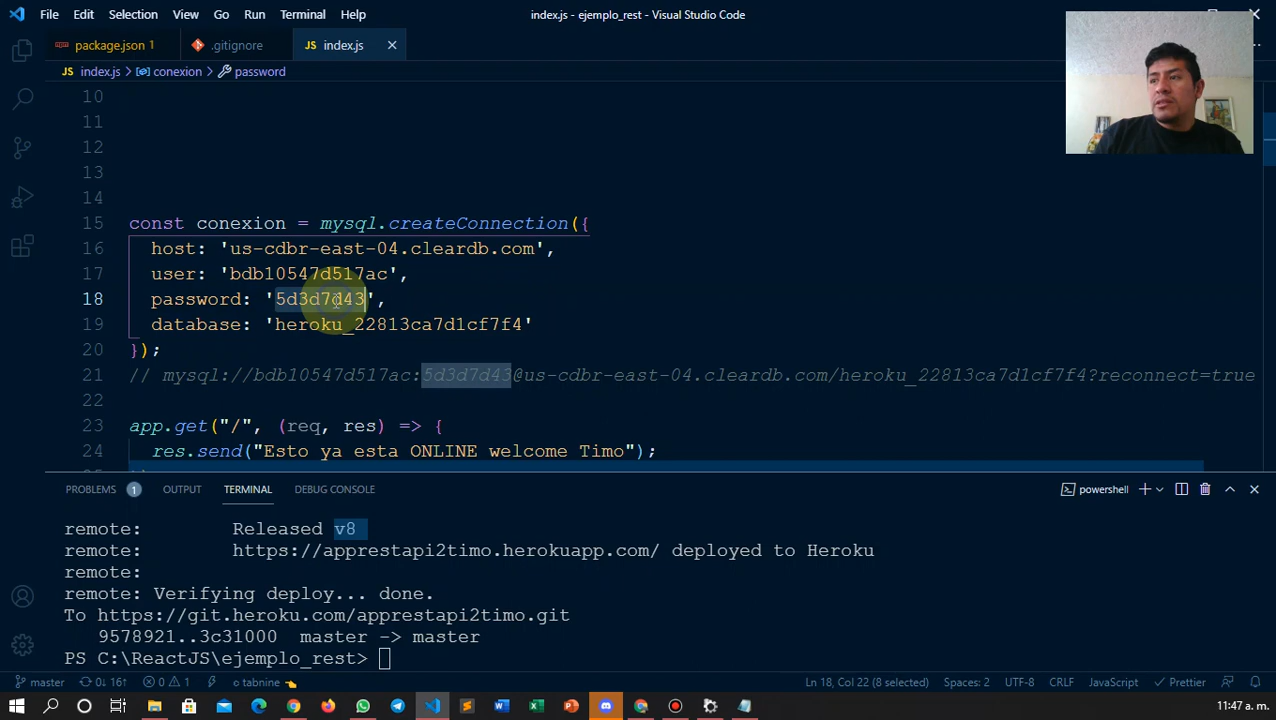 File Edit Selection View Go Run Terminal Help index.js - ejemplo_rest - Visual Studio Code
package.json 1 .gitignore JS index.js
JS index.js > conexion > password
10
11
12
13
14
15 const conexion = mysql.createConnection({
16 host: 'us-cdbr-east-04.cleardb.com',
17 user: 'bdb10547d517ac',
18 password: '5d3d7d43',
19 database: 'heroku_22813ca7d1cf7f4'
20 });
21 // mysql://bdb10547d517ac:5d3d7d43@us-cdbr-east-04.cleardb.com/heroku_22813ca7d1cf7f4?reconnect=true
22
23 app.get("/", (req, res) => {
24 res.send("Esto ya esta ONLINE welcome Timo");
PROBLEMS 1 OUTPUT TERMINAL DEBUG CONSOLE powershell
remote: Released v8
remote: https://apprestapi2timo.herokuapp.com/ deployed to Heroku
remote:
remote: Verifying deploy... done.
To https://git.heroku.com/apprestapi2timo.git
9578921..3c31000 master -> master
PS C:\ReactJS\ejemplo_rest>
master 0↓ 16↑ 0 1 tabnine Ln 18, Col 22 (8 selected) Spaces: 2 UTF-8 CRLF JavaScript Prettier
11:47 a. m.